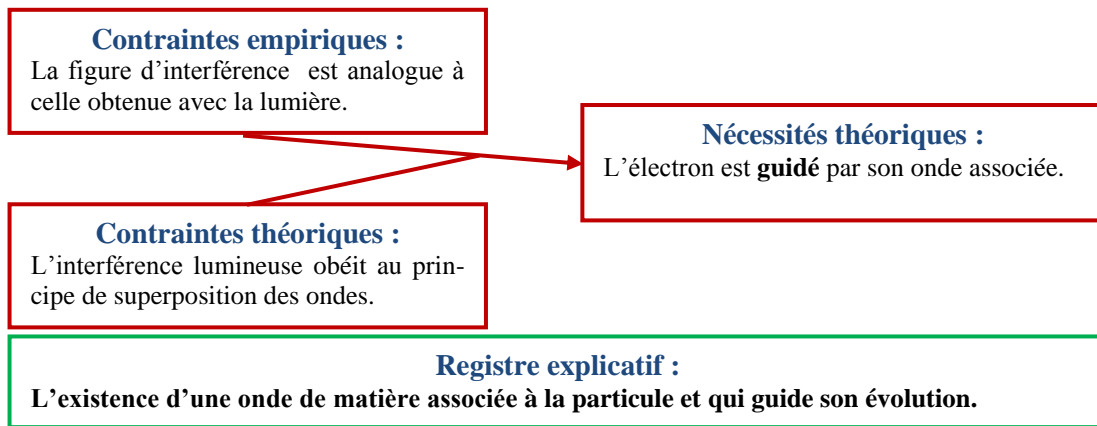 Contraintes empiriques :
La figure d’interférence est analogue à
celle obtenue avec la lumière.
Nécessités théoriques :
L’électron est guidé par son onde associée.
Contraintes théoriques :
L’interférence lumineuse obéit au prin-
cipe de superposition des ondes.
Registre explicatif :
L’existence d’une onde de matière associée à la particule et qui guide son évolution.